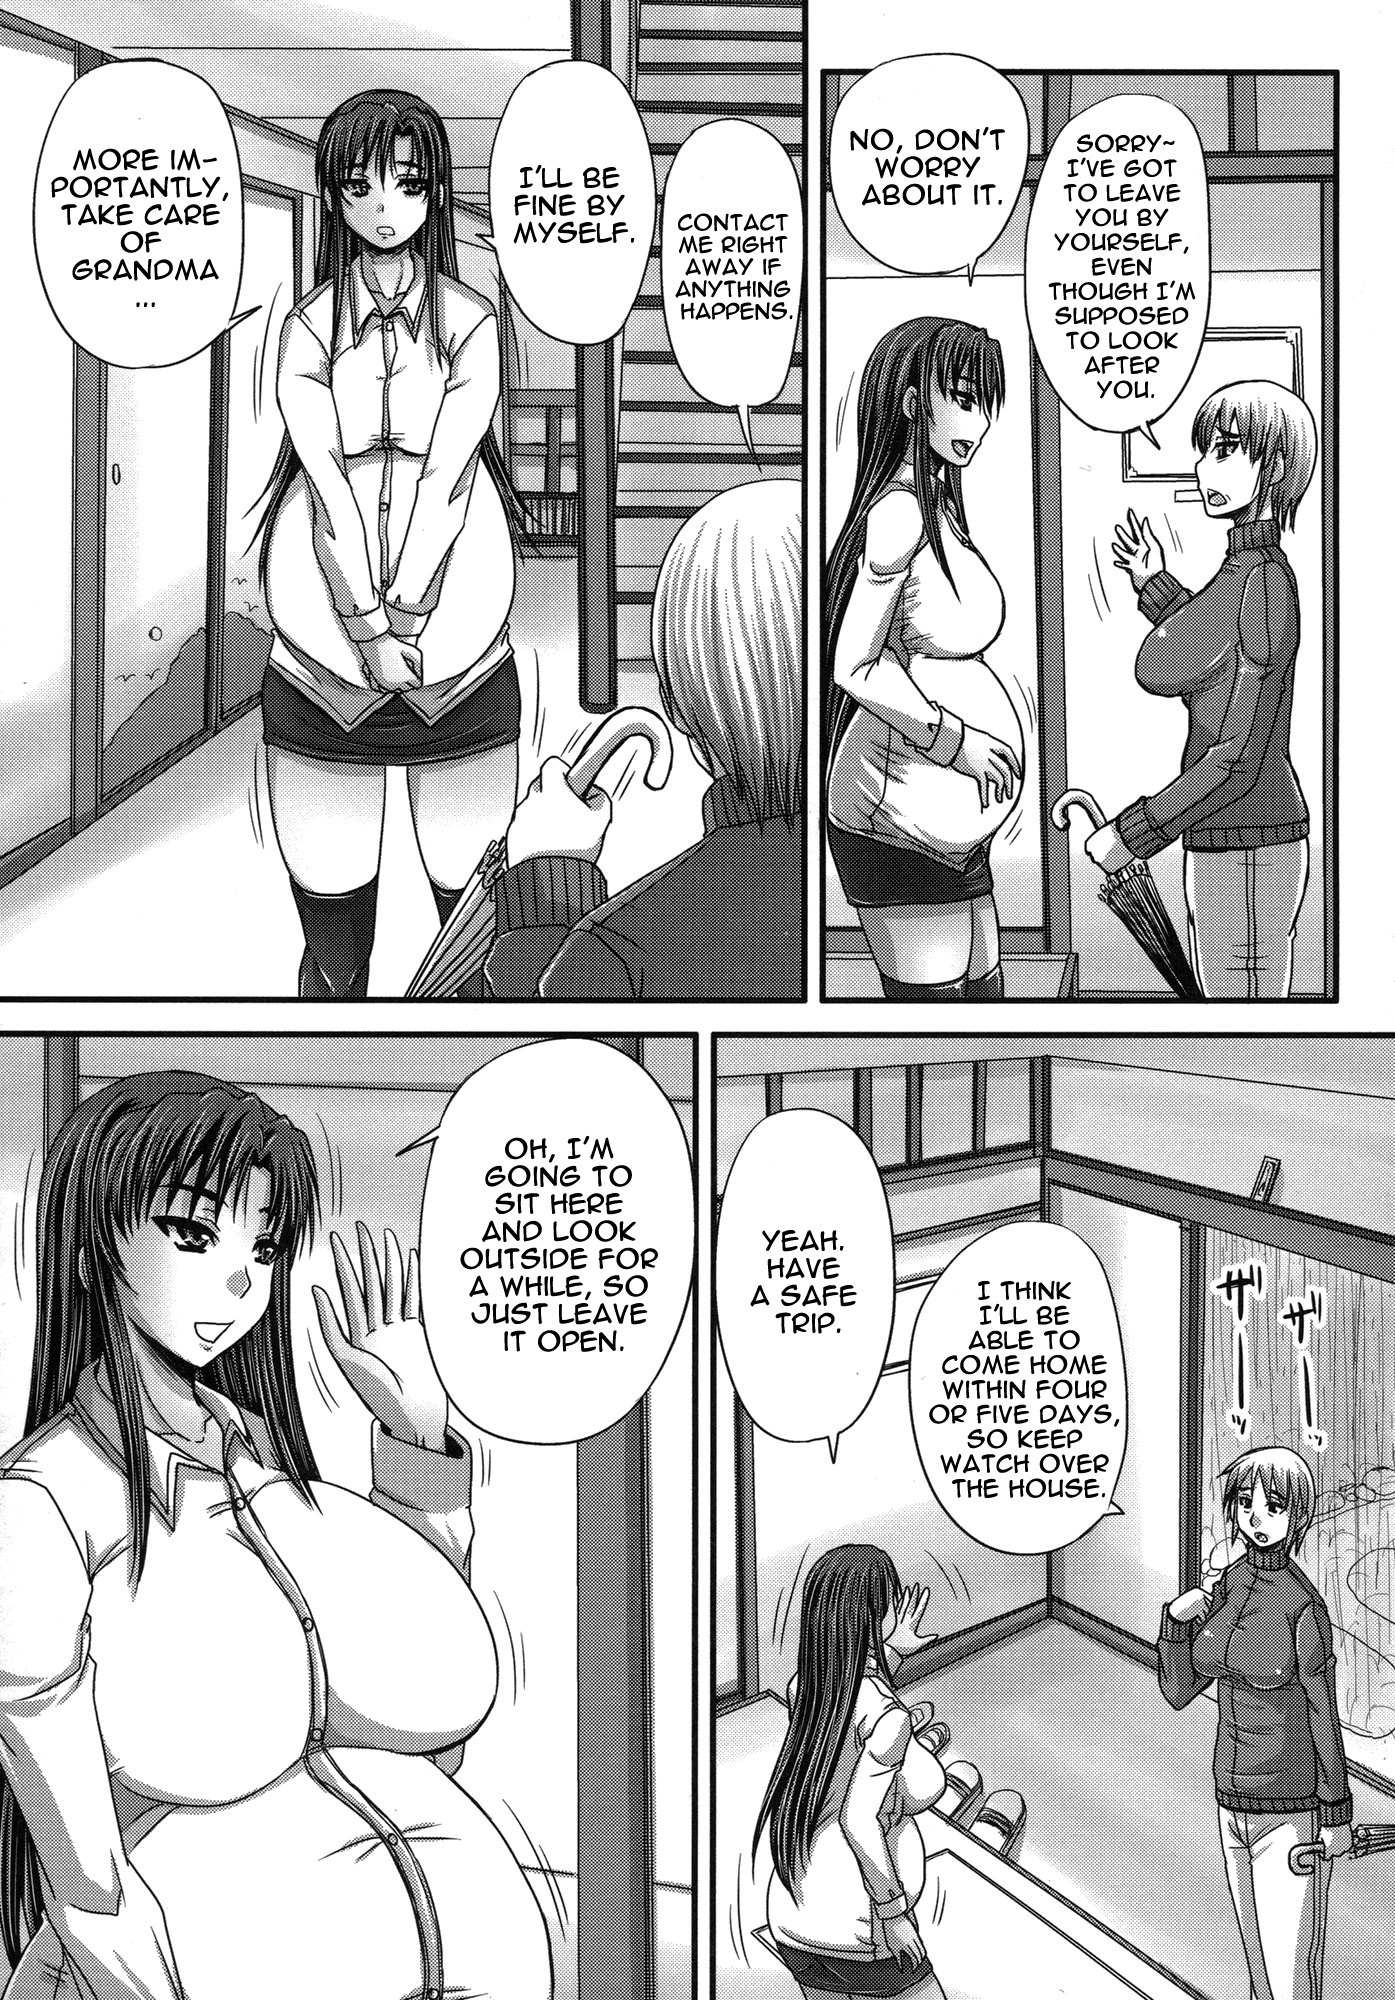 SORRY~
I'VE GOT
TO LEAVE
YOU BY
YOURSELF,
EVEN
THOUGH I'M
SUPPOSED
TO LOOK
AFTER
YOU.
NO, DON'T
WORRY
ABOUT IT.
CONTACT
ME RIGHT
AWAY IF
ANYTHING
HAPPENS.
I'LL BE
FINE BY
MYSELF.
MORE IM-
PORTANTLY,
TAKE CARE
OF
GRANDMA
...
ザーッ
ザーッ
I THINK
I'LL BE
ABLE TO
COME HOME
WITHIN FOUR
OR FIVE DAYS,
SO KEEP
WATCH OVER
THE HOUSE.
YEAH.
HAVE
A SAFE
TRIP.
OH, I'M
GOING TO
SIT HERE
AND LOOK
OUTSIDE FOR
A WHILE, SO
JUST LEAVE
IT OPEN.